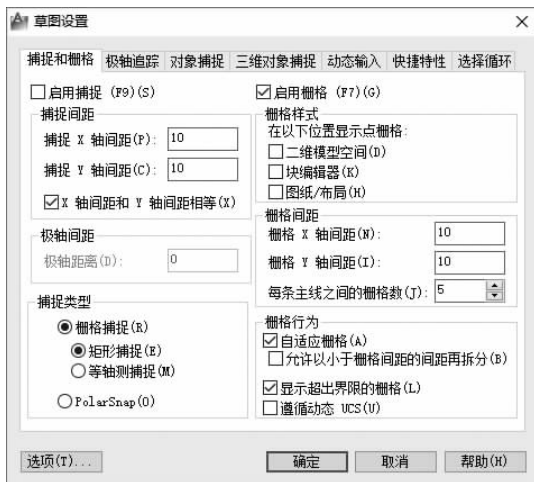 草图设置
捕捉和栅格 极轴追踪 对象捕捉 三维对象捕捉 动态输入 快捷特性 选择循环
启用捕捉 (F9)(S)
捕捉间距
捕捉 X 轴间距(P): 10
捕捉 Y 轴间距(C): 10
X 轴间距和 Y 轴间距相等(X)
极轴间距
极轴距离(D): 0
捕捉类型
栅格捕捉(R)
矩形捕捉(E)
等轴测捕捉(M)
PolarSnap(O)
启用栅格 (F7)(G)
栅格样式
在以下位置显示点栅格:
二维模型空间(D)
块编辑器(K)
图纸/布局(H)
栅格间距
栅格 X 轴间距(N): 10
栅格 Y 轴间距(I): 10
每条主线之间的栅格数(J): 5
栅格行为
自适应栅格(A)
允许以小于栅格间距的间距再拆分(B)
显示超出界限的栅格(L)
遵循动态 UCS(U)
选项(T)... 确定 取消 帮助(H)